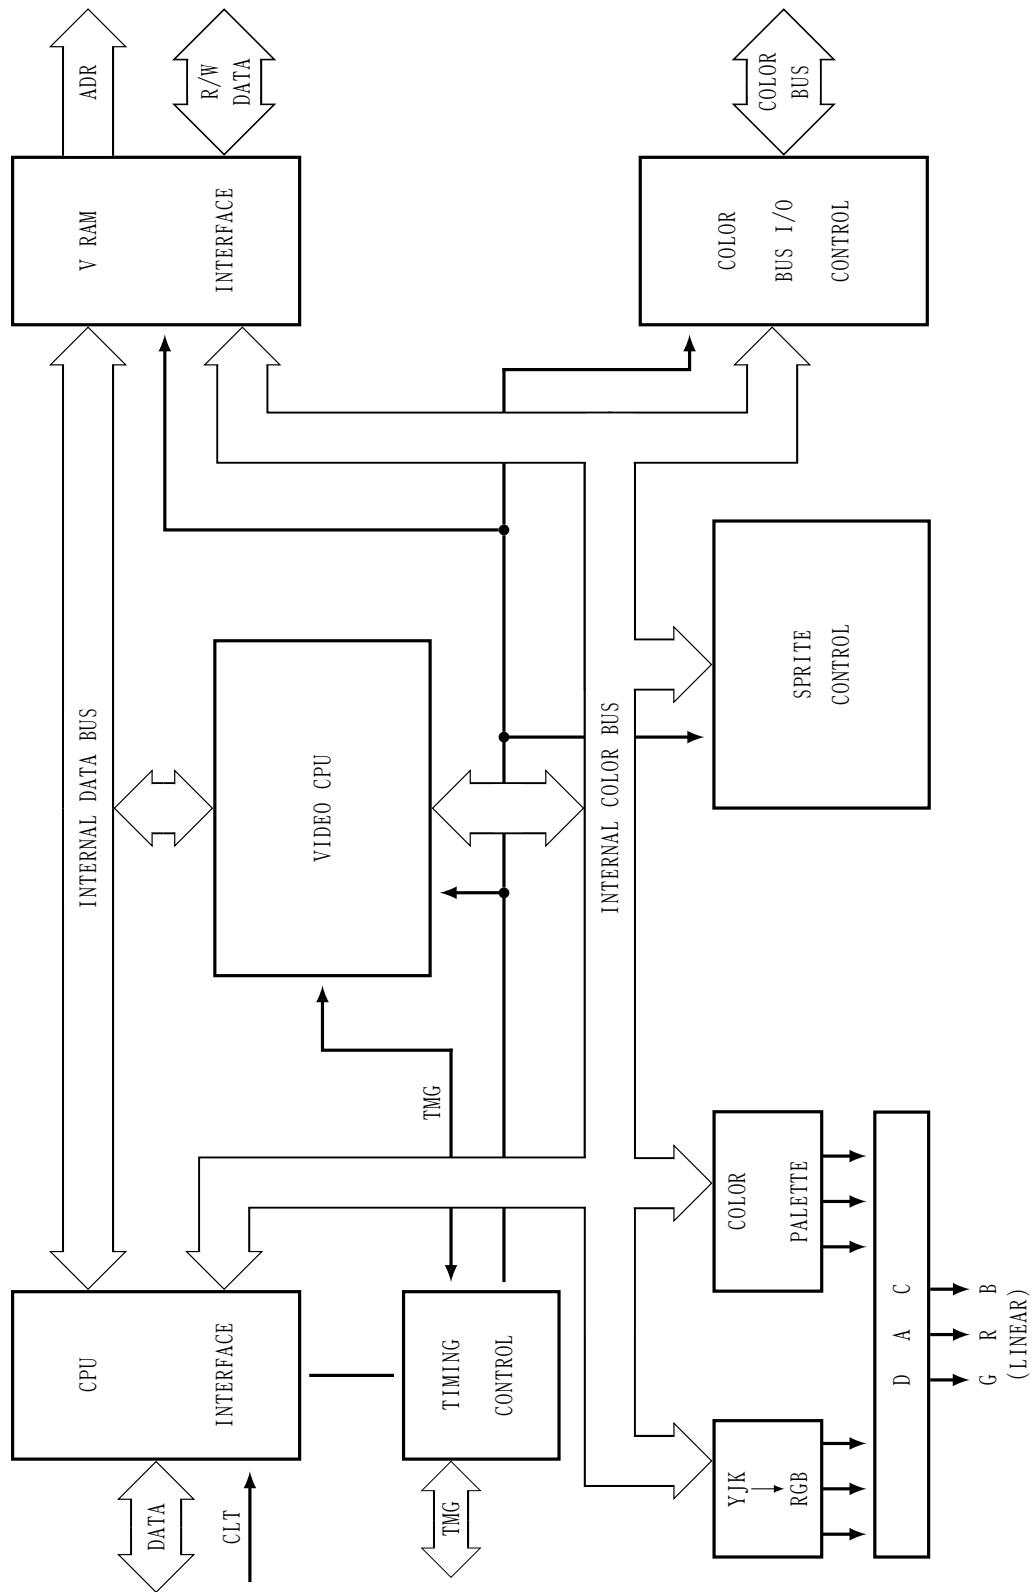 DATA
CLT
CPU
INTERFACE
INTERNAL DATA BUS
V RAM
INTERFACE
ADR
R/W
DATA
VIDEO CPU
TMG
TMG
TIMING
CONTROL
INTERNAL COLOR BUS
YJK
RGB
COLOR
PALETTE
SPRITE
CONTROL
COLOR
BUS I/O
CONTROL
COLOR
BUS
D A C
G R B
(LINEAR)